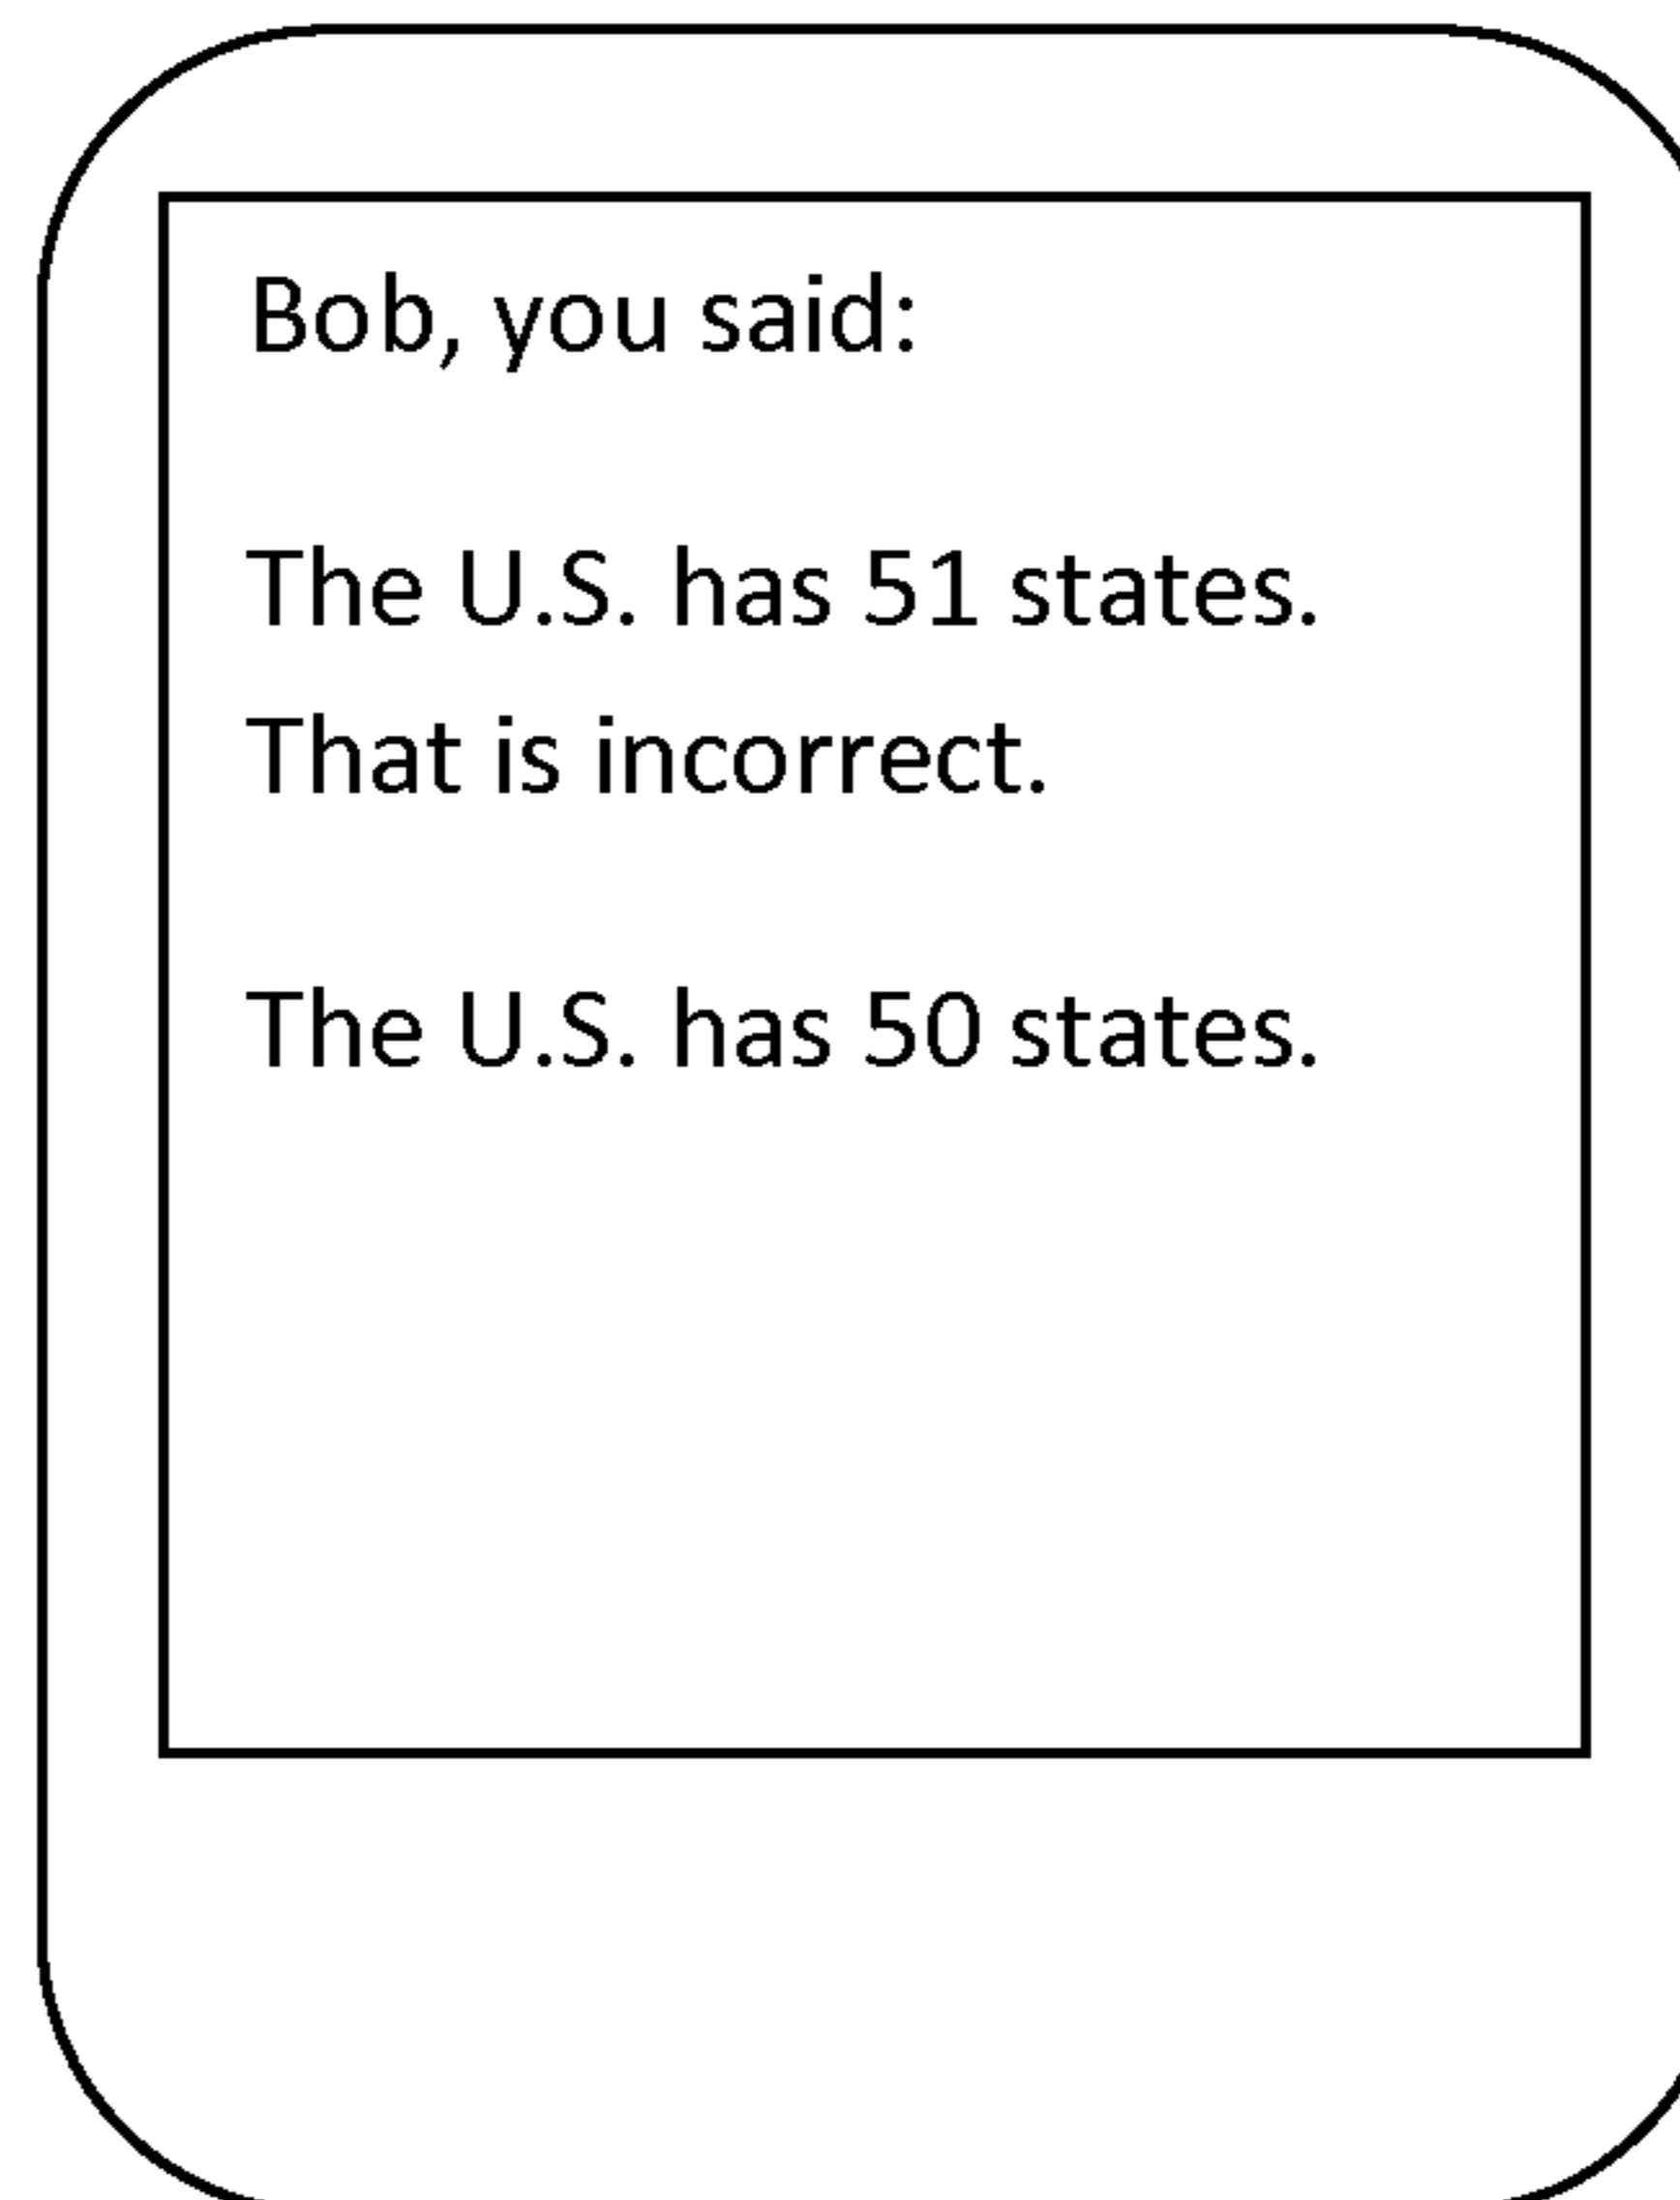 Bob, you said:
The U.S. has 51 states.
That is incorrect.
The U.S. has 50 states.